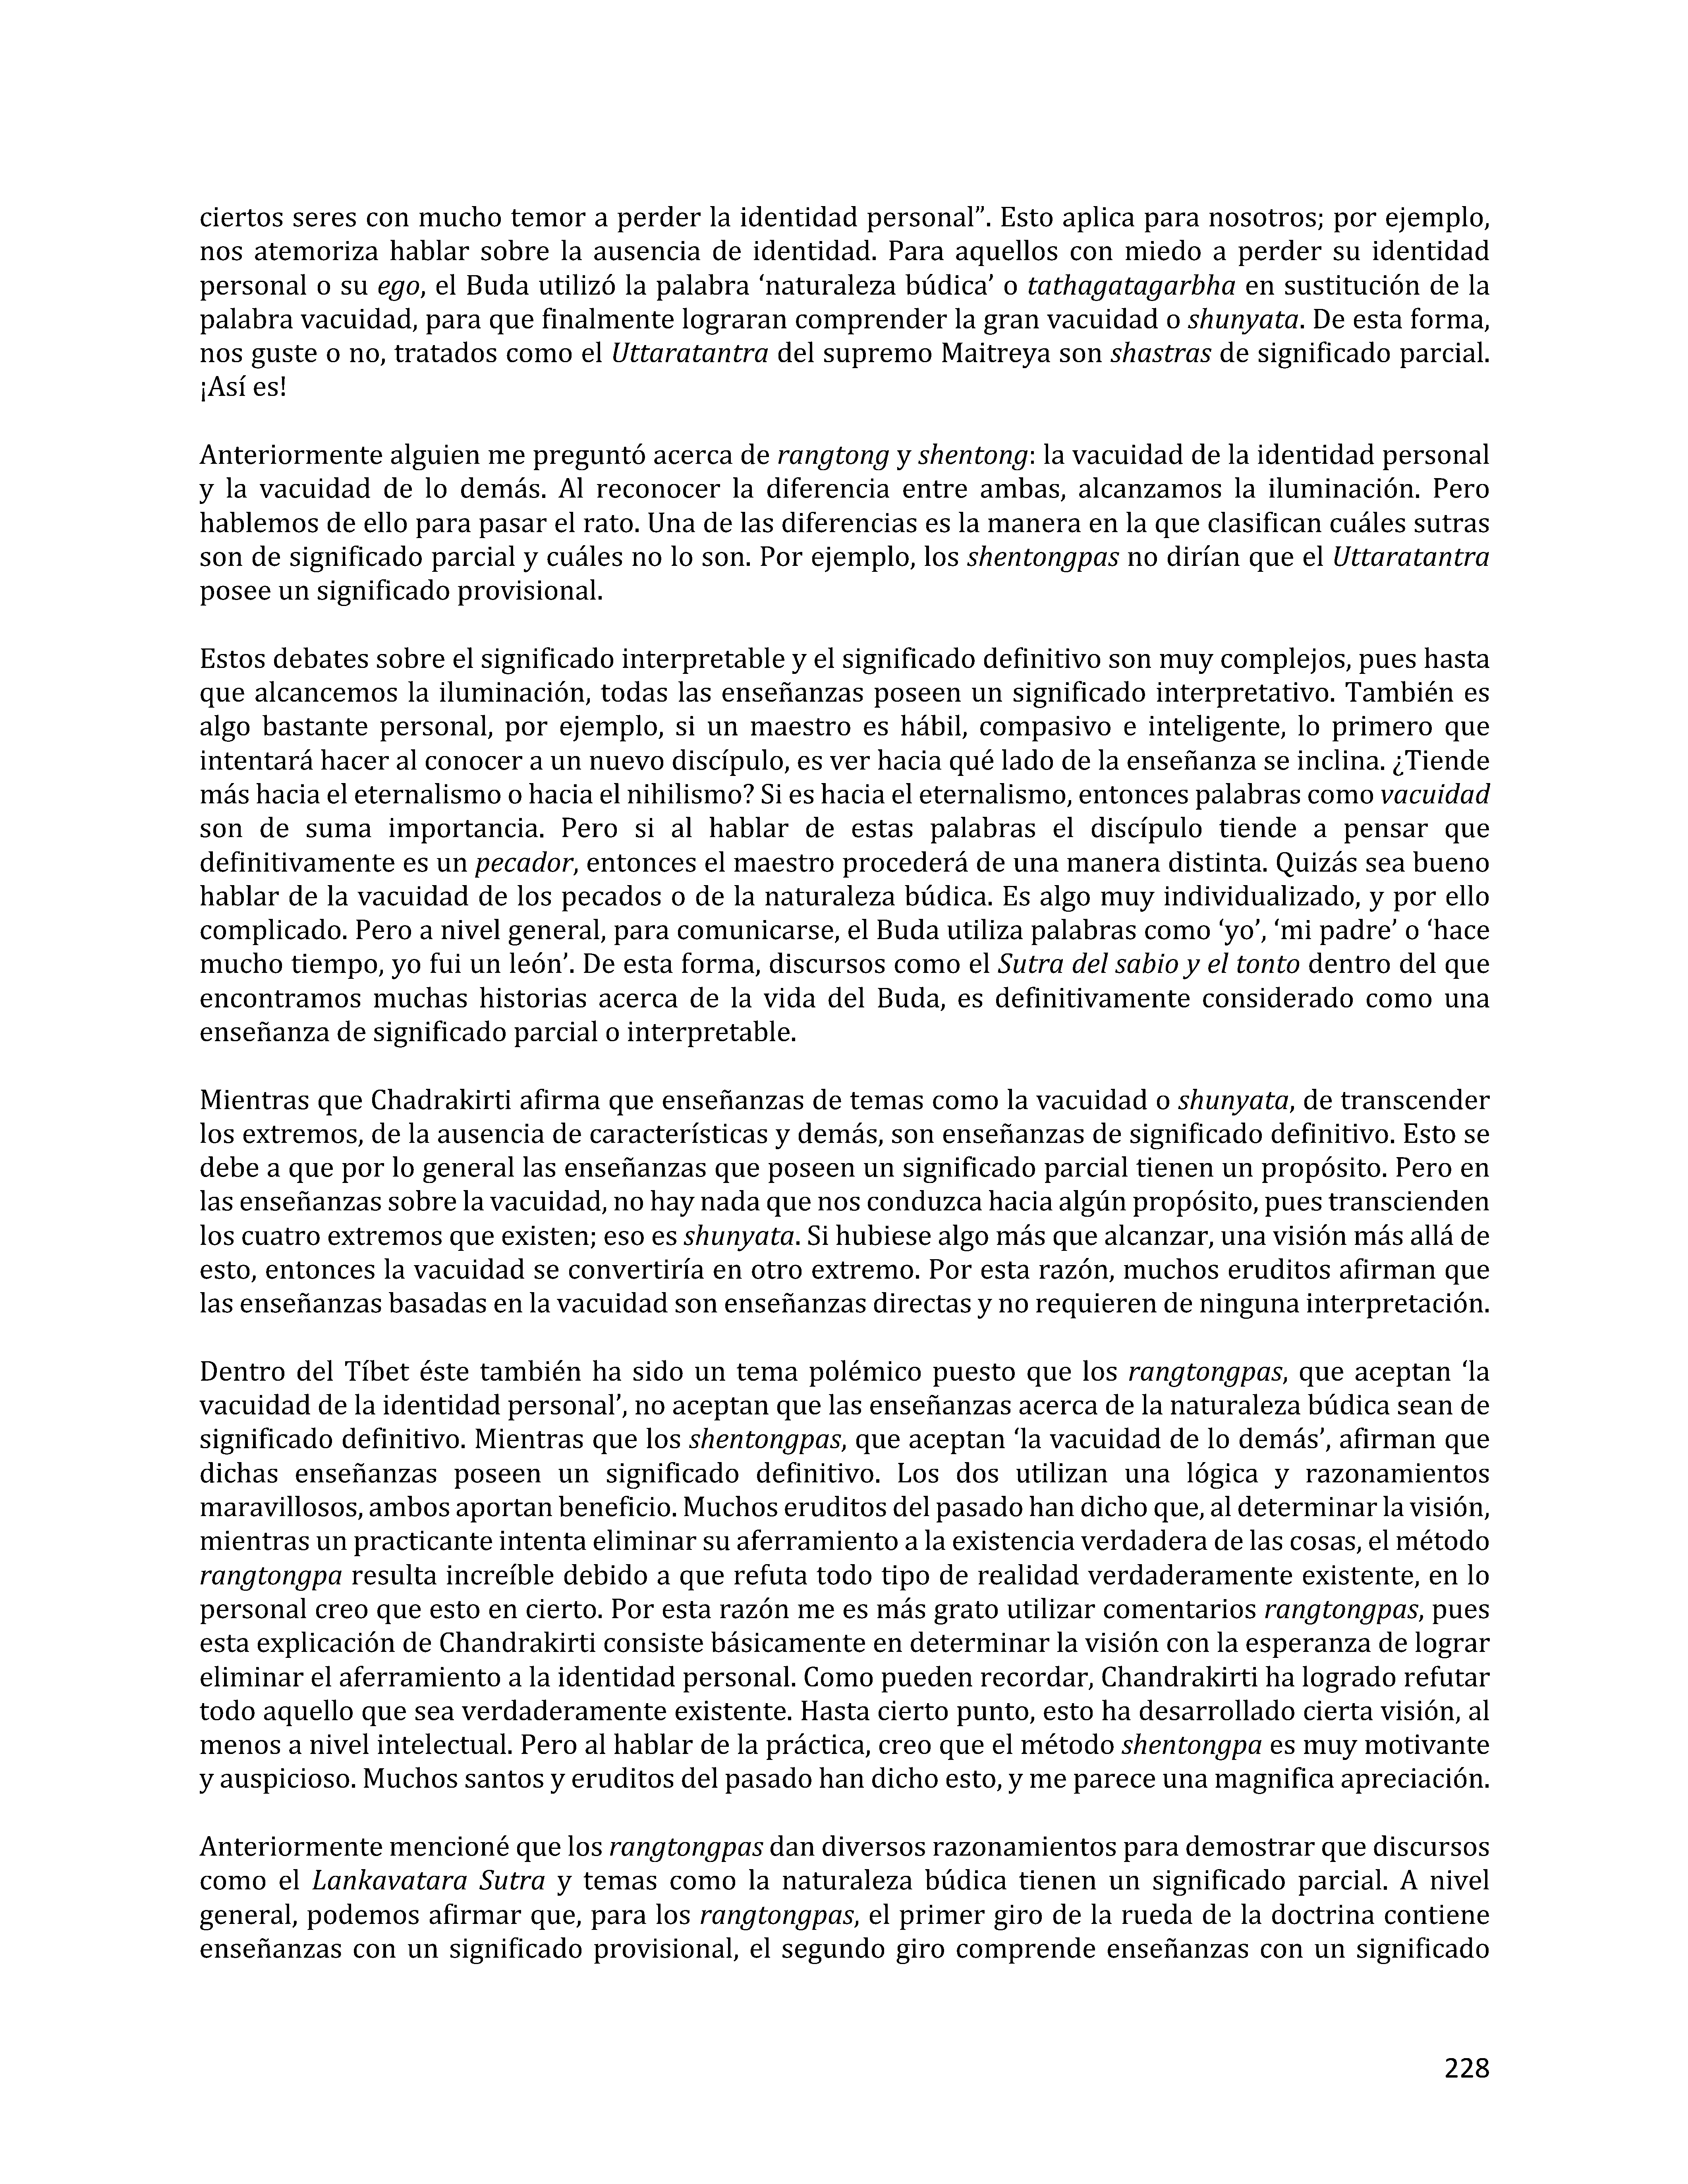 ciertos seres con mucho temor a perder la identidad personal”. Esto aplica para nosotros; por ejemplo,
nos atemoriza hablar sobre la ausencia de identidad. Para aquellos con miedo a perder su identidad
personal o su ego, el Buda utilizó la palabra ‘naturaleza búdica’ o tathagatagarbha en sustitución de la
palabra vacuidad, para que finalmente lograran comprender la gran vacuidad o shunyata. De esta forma,
nos guste o no, tratados como el Uttaratantra del supremo Maitreya son shastras de significado parcial.
¡Así es!
Anteriormente alguien me preguntó acerca de rangtong y shentong: la vacuidad de la identidad personal
y la vacuidad de lo demás. Al reconocer la diferencia entre ambas, alcanzamos la iluminación. Pero
hablemos de ello para pasar el rato. Una de las diferencias es la manera en la que clasifican cuáles sutras
son de significado parcial y cuáles no lo son. Por ejemplo, los shentongpas no dirían que el Uttaratantra
posee un significado provisional.
Estos debates sobre el significado interpretable y el significado definitivo son muy complejos, pues hasta
que alcancemos la iluminación, todas las enseñanzas poseen un significado interpretativo. También es
algo bastante personal, por ejemplo, si un maestro es hábil, compasivo e inteligente, lo primero que
intentará hacer al conocer a un nuevo discípulo, es ver hacia qué lado de la enseñanza se inclina. ¿Tiende
más hacia el eternalismo o hacia el nihilismo? Si es hacia el eternalismo, entonces palabras como vacuidad
son de suma importancia. Pero si al hablar de estas palabras el discípulo tiende a pensar que
definitivamente es un pecador, entonces el maestro procederá de una manera distinta. Quizás sea bueno
hablar de la vacuidad de los pecados o de la naturaleza búdica. Es algo muy individualizado, y por ello
complicado. Pero a nivel general, para comunicarse, el Buda utiliza palabras como ‘yo’, ‘mi padre’ o ‘hace
mucho tiempo, yo fui un león’. De esta forma, discursos como el Sutra del sabio y el tonto dentro del que
encontramos muchas historias acerca de la vida del Buda, es definitivamente considerado como una
enseñanza de significado parcial o interpretable.
Mientras que Chadrakirti afirma que enseñanzas de temas como la vacuidad o shunyata, de transcender
los extremos, de la ausencia de características y demás, son enseñanzas de significado definitivo. Esto se
debe a que por lo general las enseñanzas que poseen un significado parcial tienen un propósito. Pero en
las enseñanzas sobre la vacuidad, no hay nada que nos conduzca hacia algún propósito, pues transcienden
los cuatro extremos que existen; eso es shunyata. Si hubiese algo más que alcanzar, una visión más allá de
esto, entonces la vacuidad se convertiría en otro extremo. Por esta razón, muchos eruditos afirman que
las enseñanzas basadas en la vacuidad son enseñanzas directas y no requieren de ninguna interpretación.
Dentro del Tíbet éste también ha sido un tema polémico puesto que los rangtongpas, que aceptan ‘la
vacuidad de la identidad personal’, no aceptan que las enseñanzas acerca de la naturaleza búdica sean de
significado definitivo. Mientras que los shentongpas, que aceptan ‘la vacuidad de lo demás’, afirman que
dichas enseñanzas poseen un significado definitivo. Los dos utilizan una lógica y razonamientos
maravillosos, ambos aportan beneficio. Muchos eruditos del pasado han dicho que, al determinar la visión,
mientras un practicante intenta eliminar su aferramiento a la existencia verdadera de las cosas, el método
rangtongpa resulta increíble debido a que refuta todo tipo de realidad verdaderamente existente, en lo
personal creo que esto en cierto. Por esta razón me es más grato utilizar comentarios rangtongpas, pues
esta explicación de Chandrakirti consiste básicamente en determinar la visión con la esperanza de lograr
eliminar el aferramiento a la identidad personal. Como pueden recordar, Chandrakirti ha logrado refutar
todo aquello que sea verdaderamente existente. Hasta cierto punto, esto ha desarrollado cierta visión, al
menos a nivel intelectual. Pero al hablar de la práctica, creo que el método shentongpa es muy motivante
y auspicioso. Muchos santos y eruditos del pasado han dicho esto, y me parece una magnifica apreciación.
Anteriormente mencioné que los rangtongpas dan diversos razonamientos para demostrar que discursos
como el Lankavatara Sutra y temas como la naturaleza búdica tienen un significado parcial. A nivel
general, podemos afirmar que, para los rangtongpas, el primer giro de la rueda de la doctrina contiene
enseñanzas con un significado provisional, el segundo giro comprende enseñanzas con un significado
228